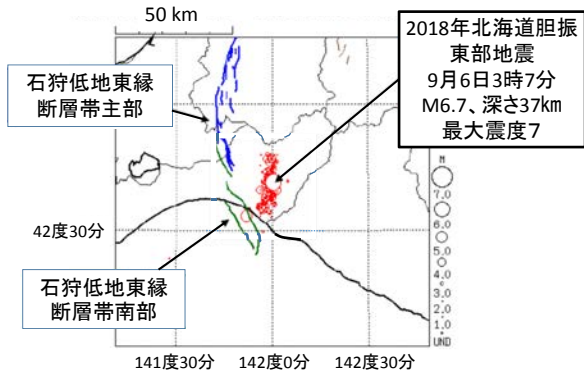 50 km
2018年北海道胆振
東部地震
9月6日3時7分
M6.7、深さ37km
最大震度7
石狩低地東縁
断層帯主部
M
7.0
6.0
5.0
4.0
3.0
2.0
1.0
UND
42度30分
石狩低地東縁
断層帯南部
141度30分
142度0分
142度30分